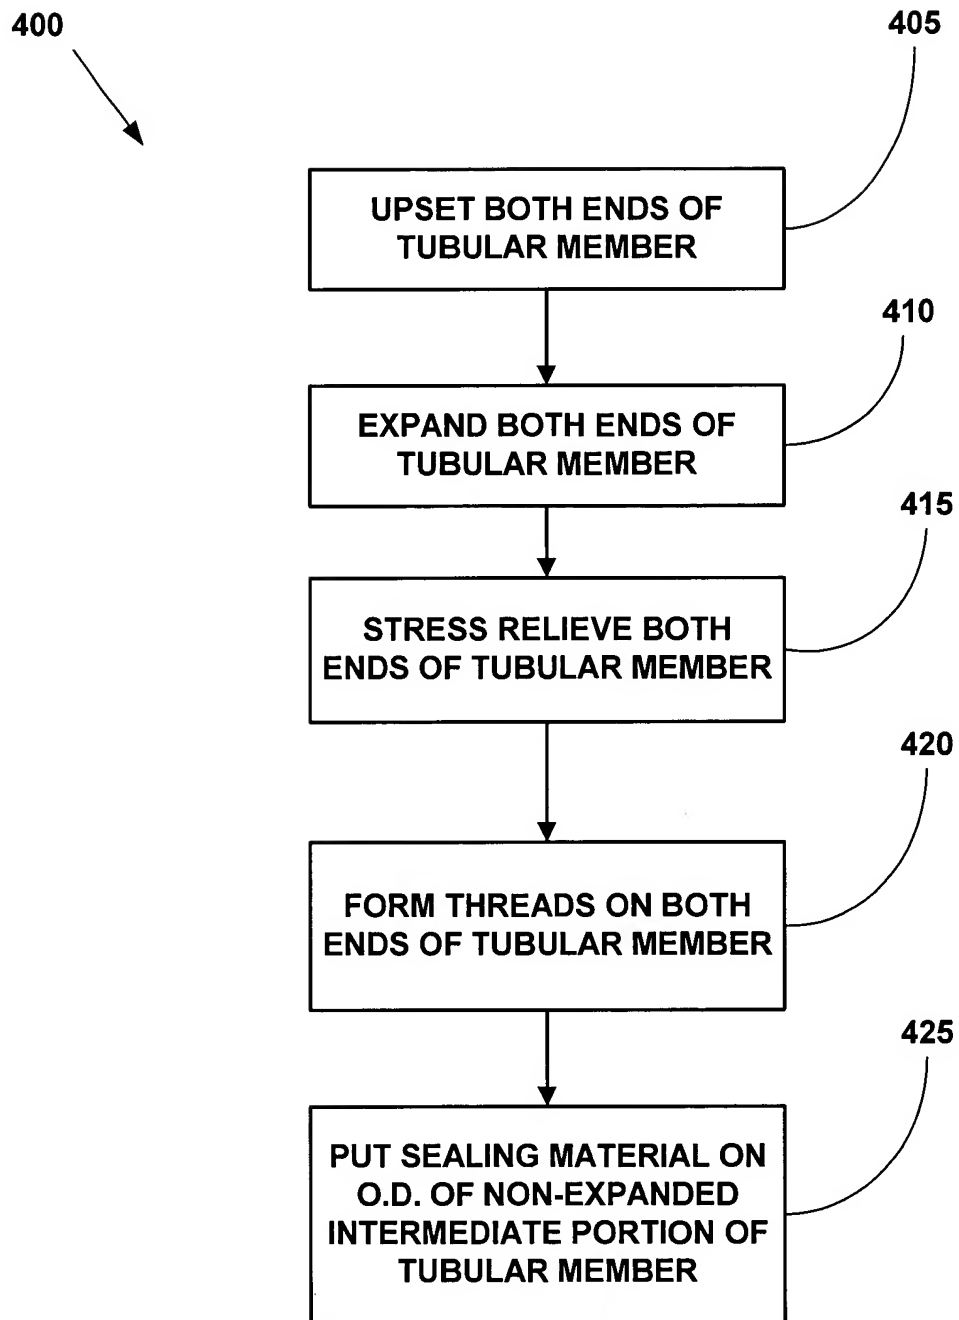 400
405
UPSET BOTH ENDS OF
TUBULAR MEMBER
410
EXPAND BOTH ENDS OF
TUBULAR MEMBER
415
STRESS RELIEVE BOTH
ENDS OF TUBULAR MEMBER
420
FORM THREADS ON BOTH
ENDS OF TUBULAR MEMBER
425
PUT SEALING MATERIAL ON
O.D. OF NON-EXPANDED
INTERMEDIATE PORTION OF
TUBULAR MEMBER